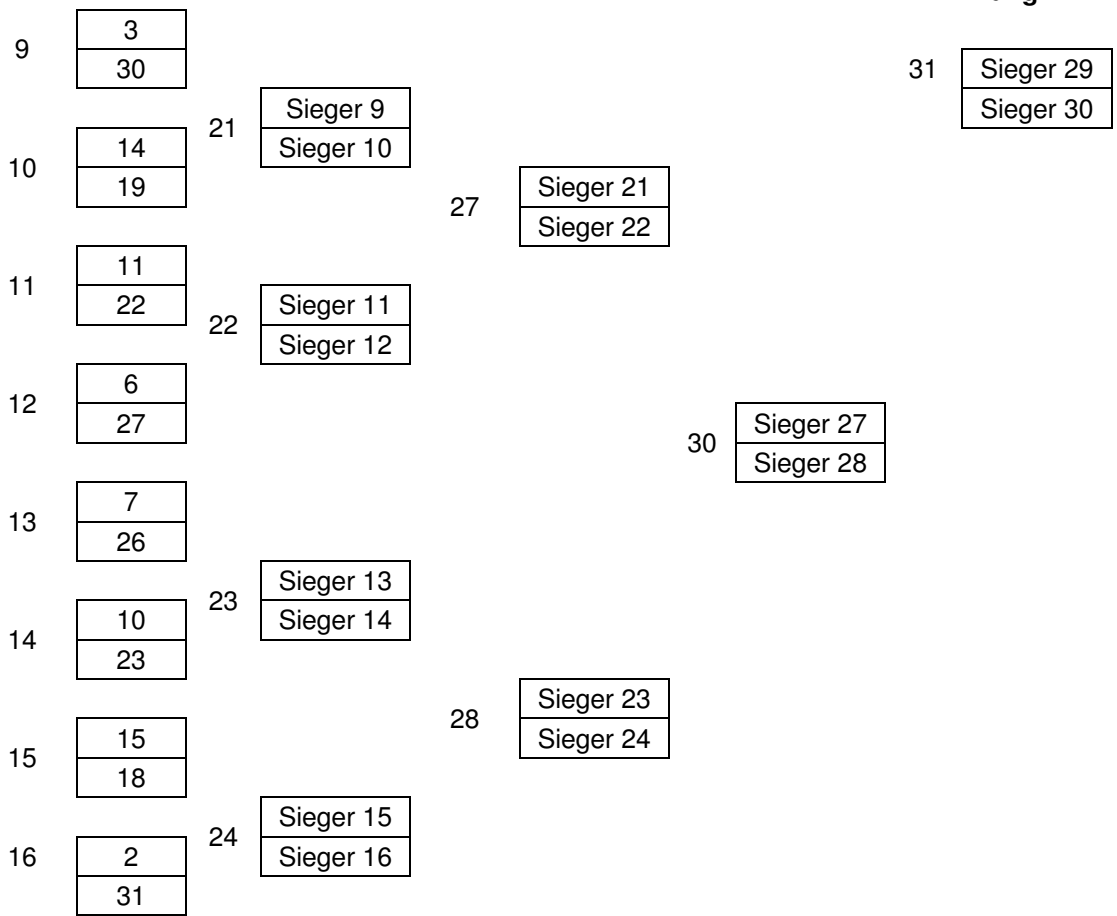 9
3
30
31
Sieger 29
Sieger 30
21
Sieger 9
Sieger 10
10
14
19
27
Sieger 21
Sieger 22
11
11
22
22
Sieger 11
Sieger 12
12
6
27
30
Sieger 27
Sieger 28
13
7
26
23
Sieger 13
Sieger 14
14
10
23
28
Sieger 23
Sieger 24
15
15
18
24
Sieger 15
Sieger 16
16
2
31